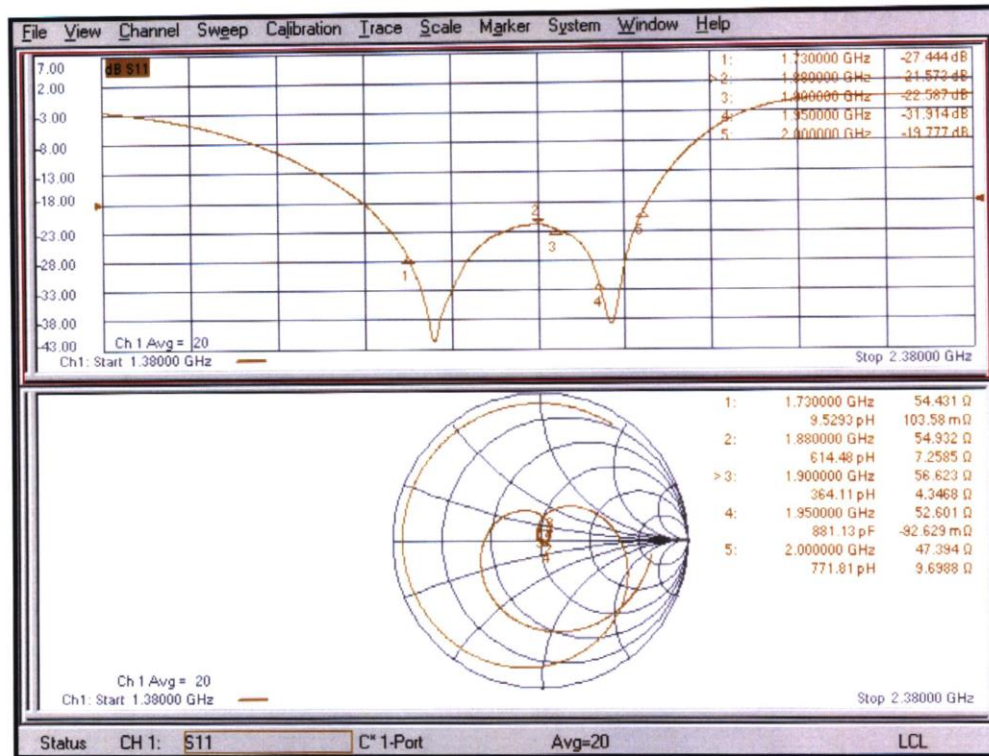 File View Channel Sweep Calibration Trace Scale Marker System Window Help
7.00
2.00
-3.00
-8.00
-13.00
-18.00
-23.00
-28.00
-33.00
-38.00
-43.00
dB S11
1: 1.730000 GHz -27.444 dB
>2: 1.880000 GHz -21.573 dB
3: 1.900000 GHz -22.587 dB
4: 1.950000 GHz -31.914 dB
5: 2.000000 GHz -19.777 dB
1
2
3
4
5
Ch 1 Avg = 20
Ch1: Start 1.38000 GHz
Stop 2.38000 GHz
1: 1.730000 GHz 54.431 Ω
9.5293 pH 103.58 mΩ
2: 1.880000 GHz 54.932 Ω
614.48 pH 7.2585 Ω
>3: 1.900000 GHz 56.623 Ω
364.11 pH 4.3468 Ω
4: 1.950000 GHz 52.601 Ω
881.13 pF -92.629 mΩ
5: 2.000000 GHz 47.394 Ω
771.81 pH 9.6988 Ω
4
Ch 1 Avg = 20
Ch1: Start 1.38000 GHz
Stop 2.38000 GHz
Status CH 1: S11 C* 1-Port Avg=20 LCL